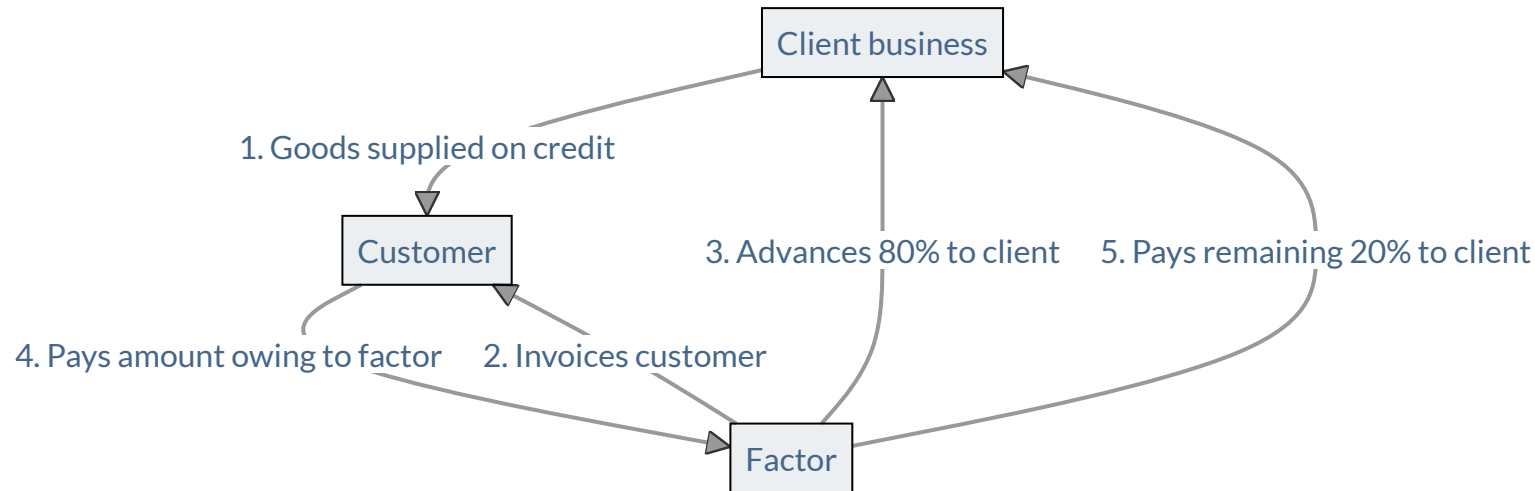 Client business
1. Goods supplied on credit
Customer
3. Advances 80% to client
5. Pays remaining 20% to client
4. Pays amount owing to factor
2. Invoices customer
Factor